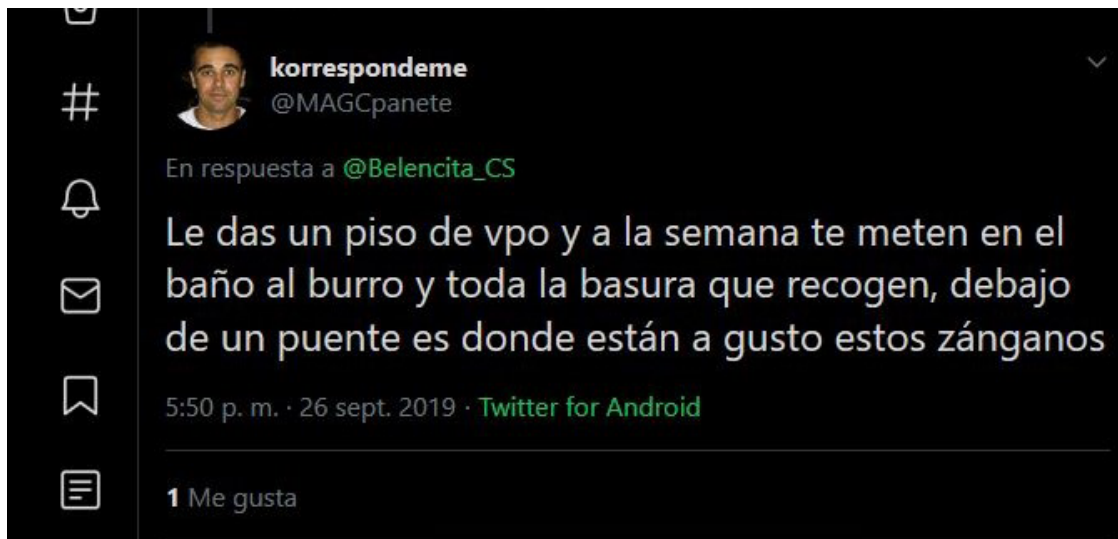 korrespondeme
@MAGCpanete
En respuesta a @Belencita_CS
Le das un piso de vpo y a la semana te meten en el
baño al burro y toda la basura que recogen, debajo
de un puente es donde están a gusto estos zánganos
5:50 p. m. · 26 sept. 2019 · Twitter for Android
1 Me gusta